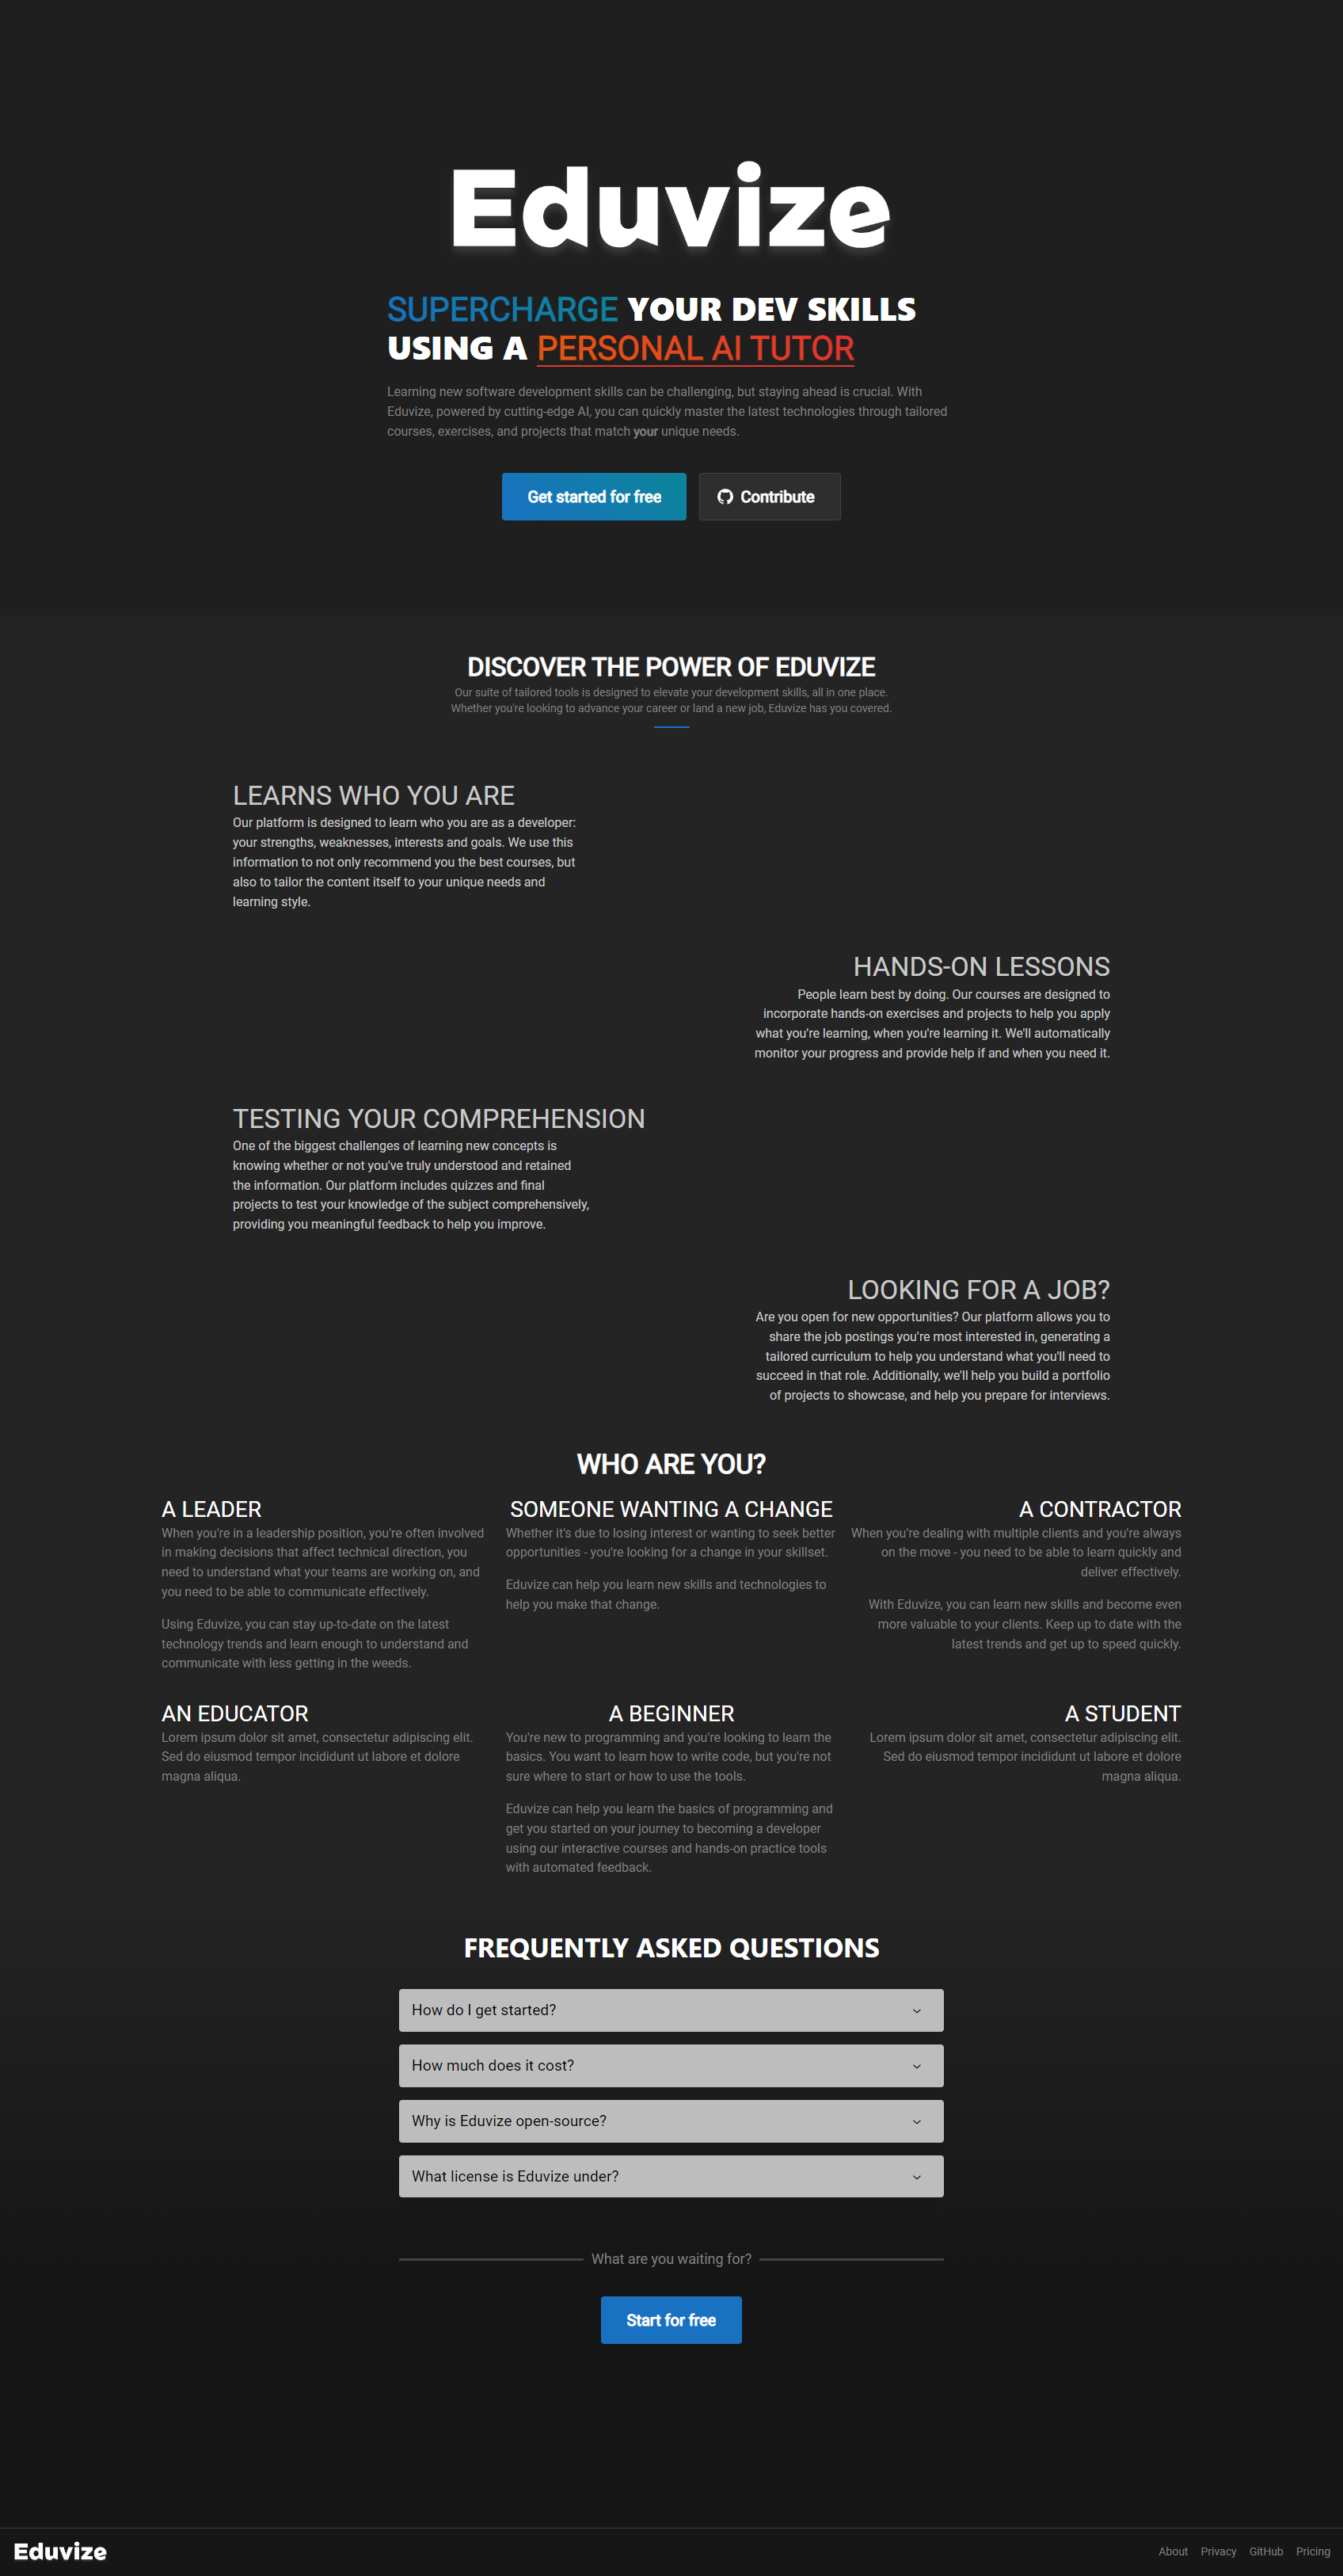 Eduvize
SUPERCHARGE YOUR DEV SKILLS
USING A PERSONAL AI TUTOR
Learning new software development skills can be challenging, but staying ahead is crucial. With
Eduvize, powered by cutting-edge AI, you can quickly master the latest technologies through tailored
courses, exercises, and projects that match your unique needs.
Get started for free
Contribute
DISCOVER THE POWER OF EDUVIZE
Our suite of tailored tools is designed to elevate your development skills, all in one place.
Whether you're looking to advance your career or land a new job, Eduvize has you covered.
LEARNS WHO YOU ARE
Our platform is designed to learn who you are as a developer:
your strengths, weaknesses, interests and goals. We use this
information to not only recommend you the best courses, but
also to tailor the content itself to your unique needs and
learning style.
HANDS-ON LESSONS
People learn best by doing. Our courses are designed to
incorporate hands-on exercises and projects to help you apply
what you're learning, when you're learning it. We'll automatically
monitor your progress and provide help if and when you need it.
TESTING YOUR COMPREHENSION
One of the biggest challenges of learning new concepts is
knowing whether or not you've truly understood and retained
the information. Our platform includes quizzes and final
projects to test your knowledge of the subject comprehensively,
providing you meaningful feedback to help you improve.
LOOKING FOR A JOB?
Are you open for new opportunities? Our platform allows you to
share the job postings you're most interested in, generating a
tailored curriculum to help you understand what you'll need to
succeed in that role. Additionally, we'll help you build a portfolio
of projects to showcase, and help you prepare for interviews.
WHO ARE YOU?
A LEADER
When you're in a leadership position, you're often involved
in making decisions that affect technical direction, you
need to understand what your teams are working on, and
you need to be able to communicate effectively.
Using Eduvize, you can stay up-to-date on the latest
technology trends and learn enough to understand and
communicate with less getting in the weeds.
SOMEONE WANTING A CHANGE
Whether it's due to losing interest or wanting to seek better
opportunities - you're looking for a change in your skillset.
Eduvize can help you learn new skills and technologies to
help you make that change.
A CONTRACTOR
When you're dealing with multiple clients and you're always
on the move - you need to be able to learn quickly and
deliver effectively.
With Eduvize, you can learn new skills and become even
more valuable to your clients. Keep up to date with the
latest trends and get up to speed quickly.
AN EDUCATOR
Lorem ipsum dolor sit amet, consectetur adipiscing elit.
Sed do eiusmod tempor incididunt ut labore et dolore
magna aliqua.
A BEGINNER
You're new to programming and you're looking to learn the
basics. You want to learn how to write code, but you're not
sure where to start or how to use the tools.
Eduvize can help you learn the basics of programming and
get you started on your journey to becoming a developer
using our interactive courses and hands-on practice tools
with automated feedback.
A STUDENT
Lorem ipsum dolor sit amet, consectetur adipiscing elit.
Sed do eiusmod tempor incididunt ut labore et dolore
magna aliqua.
FREQUENTLY ASKED QUESTIONS
How do I get started?
How much does it cost?
Why is Eduvize open-source?
What license is Eduvize under?
What are you waiting for?
Start for free
Eduvize
About Privacy GitHub Pricing